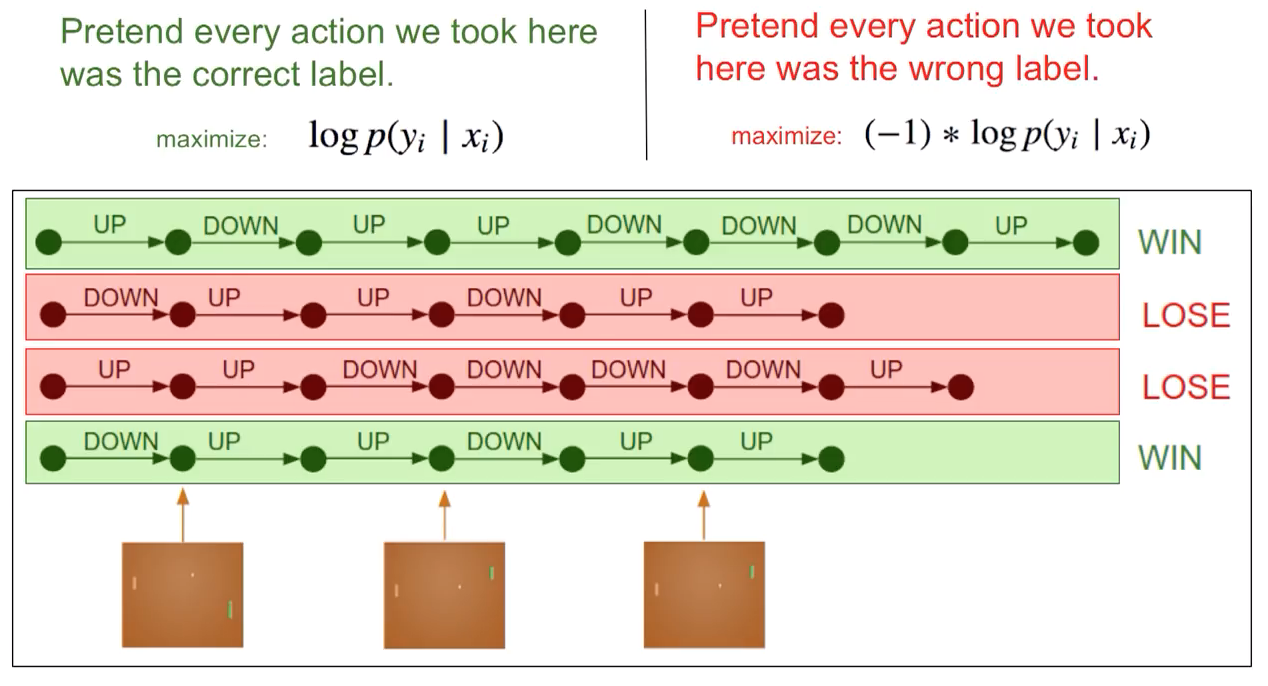 Pretend every action we took here
was the correct label.
maximize: log p(y_i | x_i)
Pretend every action we took
here was the wrong label.
maximize: (−1) ∗ log p(y_i | x_i)
UP DOWN UP UP DOWN DOWN DOWN UP WIN
DOWN UP UP DOWN UP UP LOSE
UP UP DOWN DOWN DOWN DOWN UP LOSE
DOWN UP UP DOWN UP UP WIN